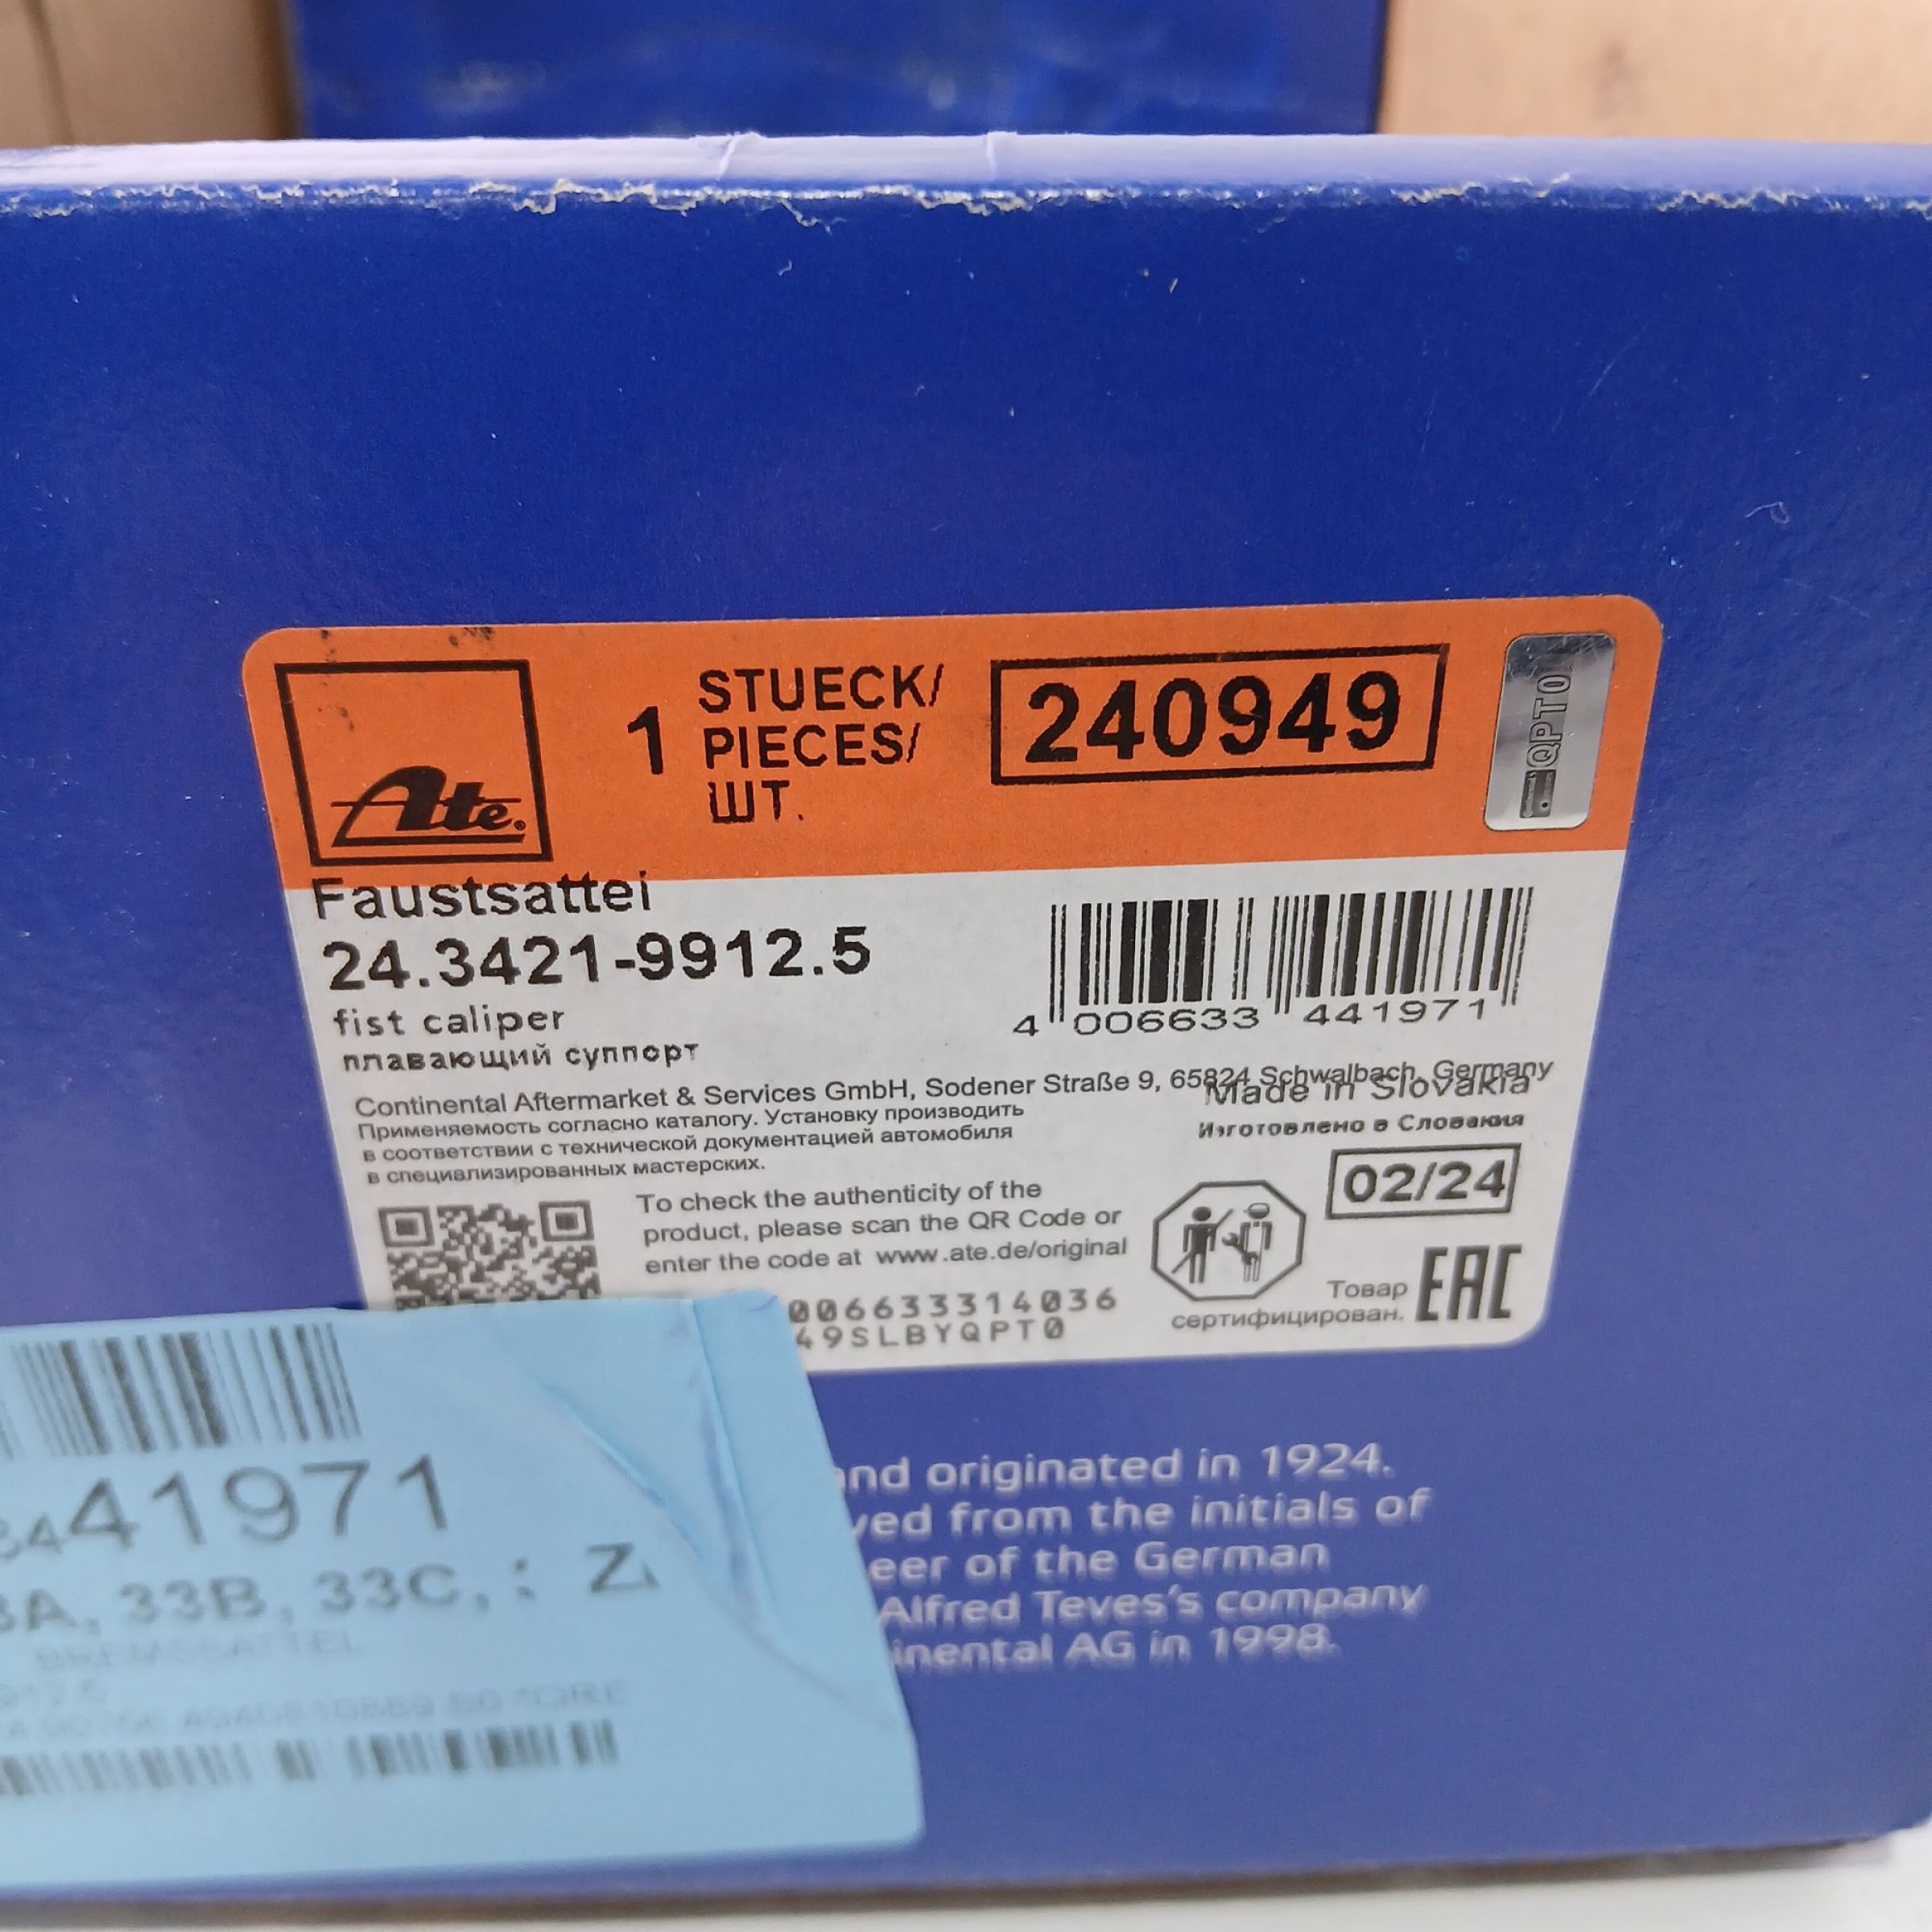 Ate®
1 STUECK/
PIECES/
ШТ.
240949
QPT0
Faustsattel
24.3421-9912.5
fist caliper
плавающий суппорт
4 006633 441971
Continental Aftermarket & Services GmbH, Sodener Straße 9, 65824 Schwalbach, Germany
Made in Slovakia
Изготовлено в Словакия
Применяемость согласно каталогу. Установку производить
в соответствии с технической документацией автомобиля
в специализированных мастерских.
02/24
To check the authenticity of the
product, please scan the QR Code or
enter the code at www.ate.de/original
006633314036
49SLBYQPT0
Товар
сертифицирован.
EAC
441971
33B, 33C, :
BREMSSATTEL
originated in 1924.
from the initials of
of the German
Alfred Teves's company
AG in 1998.